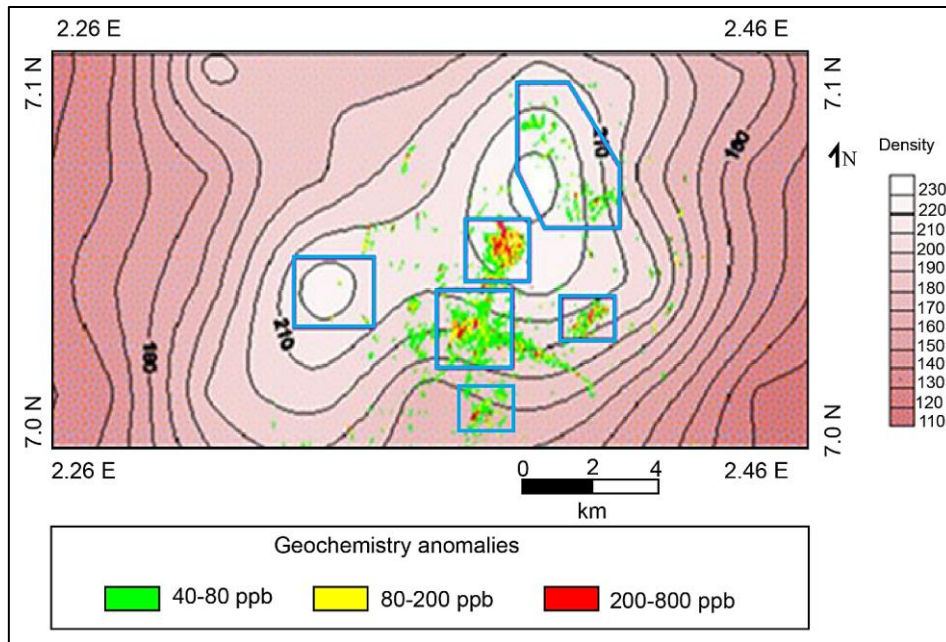 2.26 E 2.46 E
7.1 N 7.1 N
210
160
N
Density
230
220
210
200
190
180
170
160
150
140
130
120
110
210
180
7.0 N 7.0 N
2.26 E 2.46 E
0 2 4
km
Geochemistry anomalies
40-80 ppb 80-200 ppb 200-800 ppb